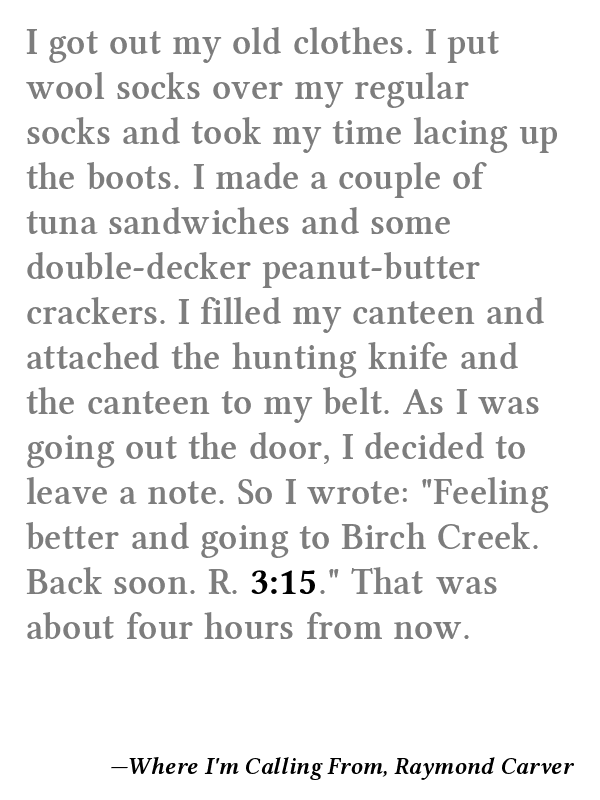 I got out my old clothes. I put
wool socks over my regular
socks and took my time lacing up
the boots. I made a couple of
tuna sandwiches and some
double-decker peanut-butter
crackers. I filled my canteen and
attached the hunting knife and
the canteen to my belt. As I was
going out the door, I decided to
leave a note. So I wrote: "Feeling
better and going to Birch Creek.
Back soon. R. 3:15." That was
about four hours from now.
—Where I'm Calling From, Raymond Carver